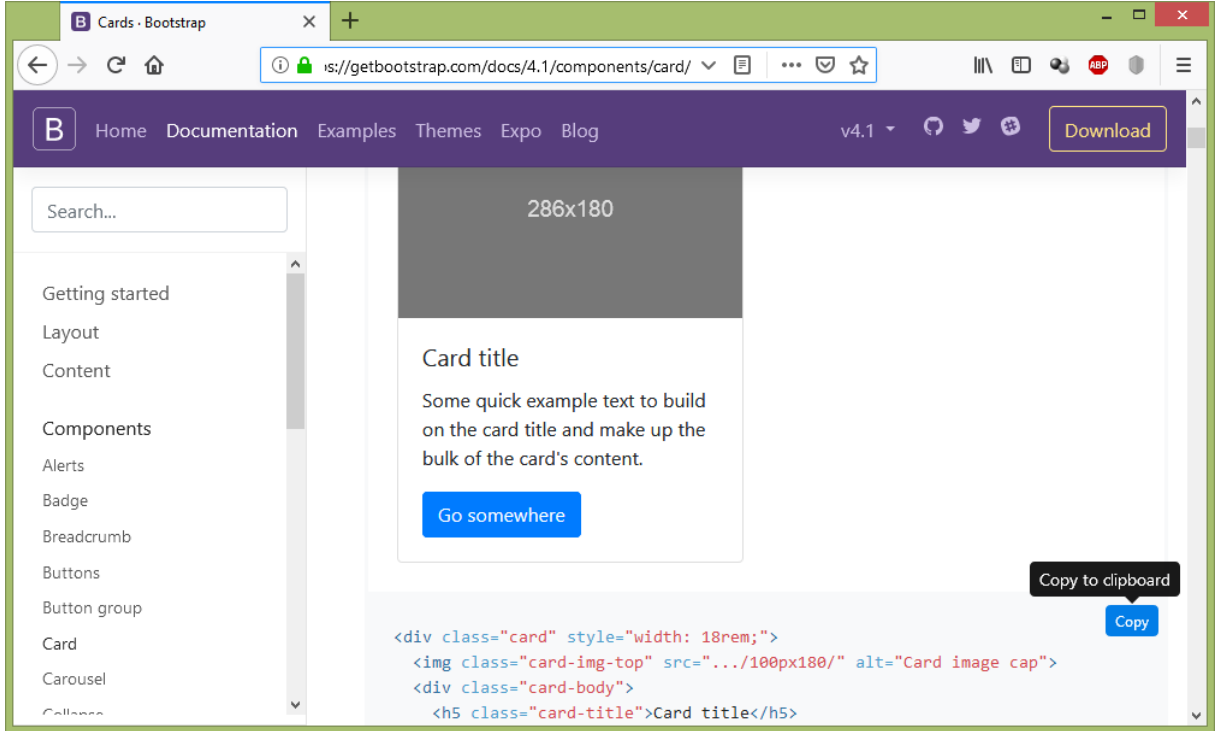 B Cards · Bootstrap
s://getbootstrap.com/docs/4.1/components/card/
ABP
B Home Documentation Examples Themes Expo Blog v4.1 Download
Search...
Getting started
Layout
Content
Components
Alerts
Badge
Breadcrumb
Buttons
Button group
Card
Carousel
Collapse
286x180
Card title
Some quick example text to build
on the card title and make up the
bulk of the card's content.
Go somewhere
Copy to clipboard
Copy
<div class="card" style="width: 18rem;">
<img class="card-img-top" src=".../100px180/" alt="Card image cap">
<div class="card-body">
<h5 class="card-title">Card title</h5>